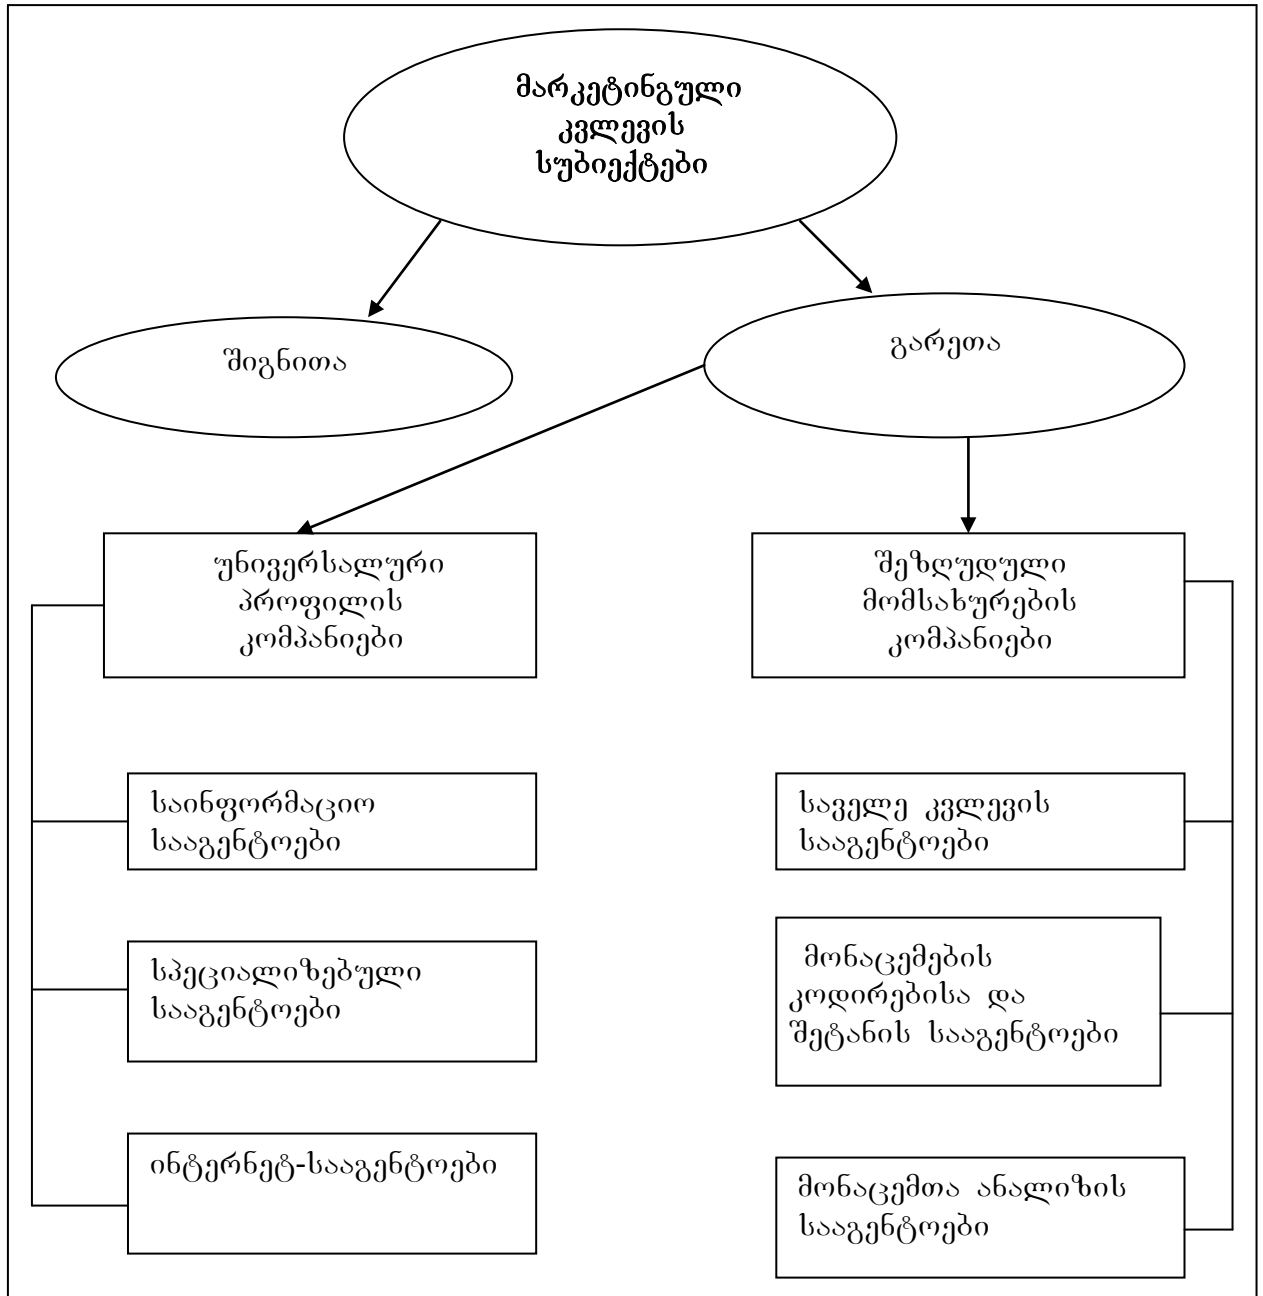 მარკეტინგული
კვლევის
სუბიექტები
შიგნითა
გარეთა
უნივერსალური
პროფილის
კომპანიები
შეზღუდული
მომსახურების
კომპანიები
საინფორმაციო
სააგენტოები
სპეციალიზებული
სააგენტოები
ინტერნეტ-სააგენტოები
საველე კვლევის
სააგენტოები
მონაცემების
კოდირებისა და
შეტანის სააგენტოები
მონაცემთა ანალიზის
სააგენტოები